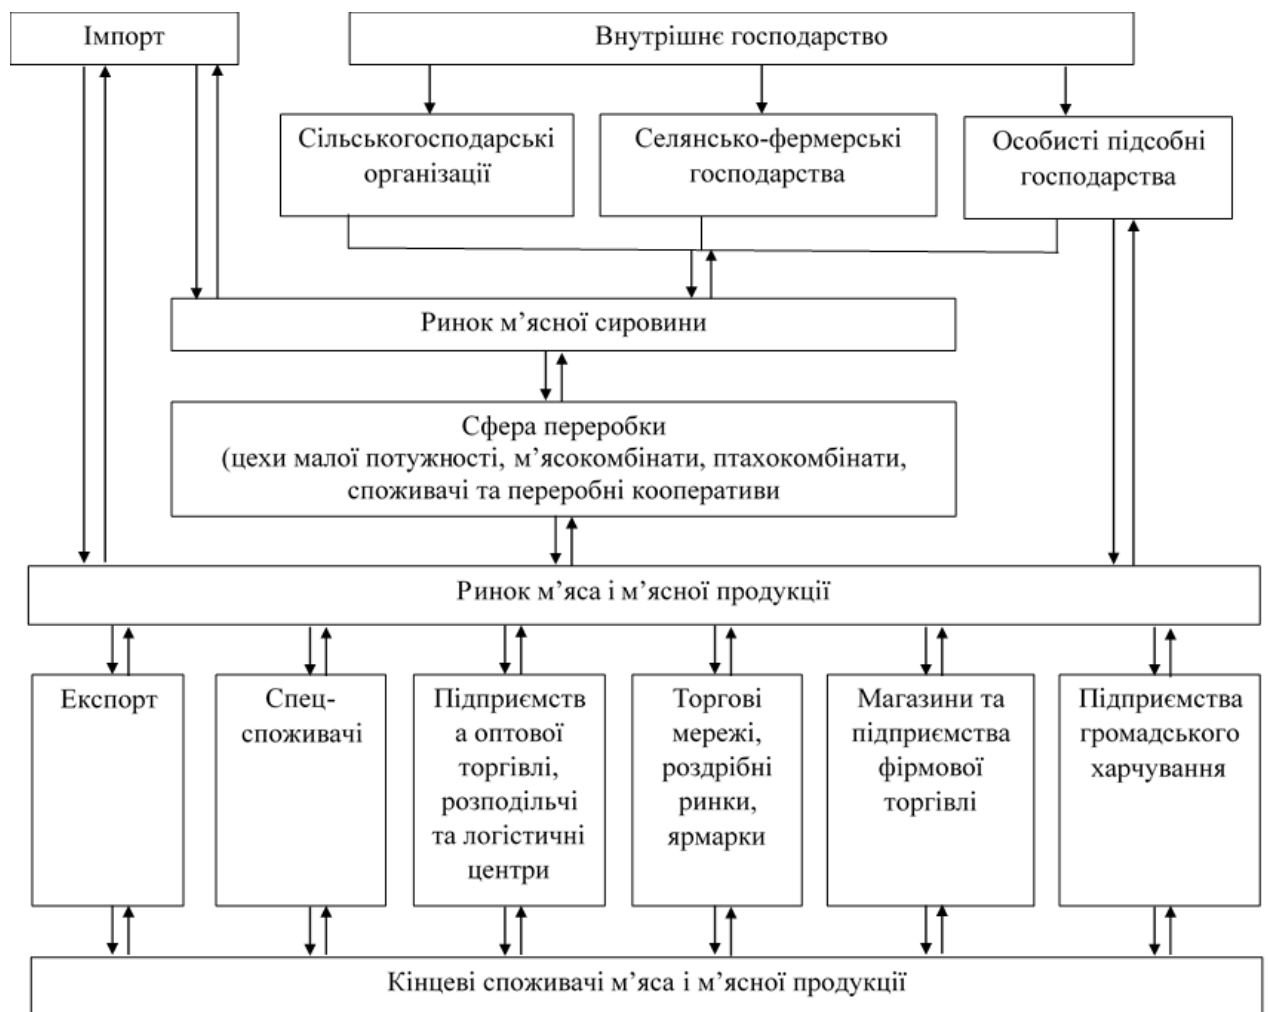 Імпорт
Внутрішнє господарство
Сільськогосподарські
організації
Селянсько-фермерські
господарства
Особисті підсобні
господарства
Ринок м’ясної сировини
Сфера переробки
(цехи малої потужності, м’ясокомбінати, птахокомбінати,
споживачі та переробні кооперативи
Ринок м’яса і м’ясної продукції
Експорт
Спец-
споживачі
Підприємств
а оптової
торгівлі,
розподільчі
та логістичні
центри
Торгові
мережі,
роздрібні
ринки,
ярмарки
Магазини та
підприємства
фірмової
торгівлі
Підприємства
громадського
харчування
Кінцеві споживачі м’яса і м’ясної продукції